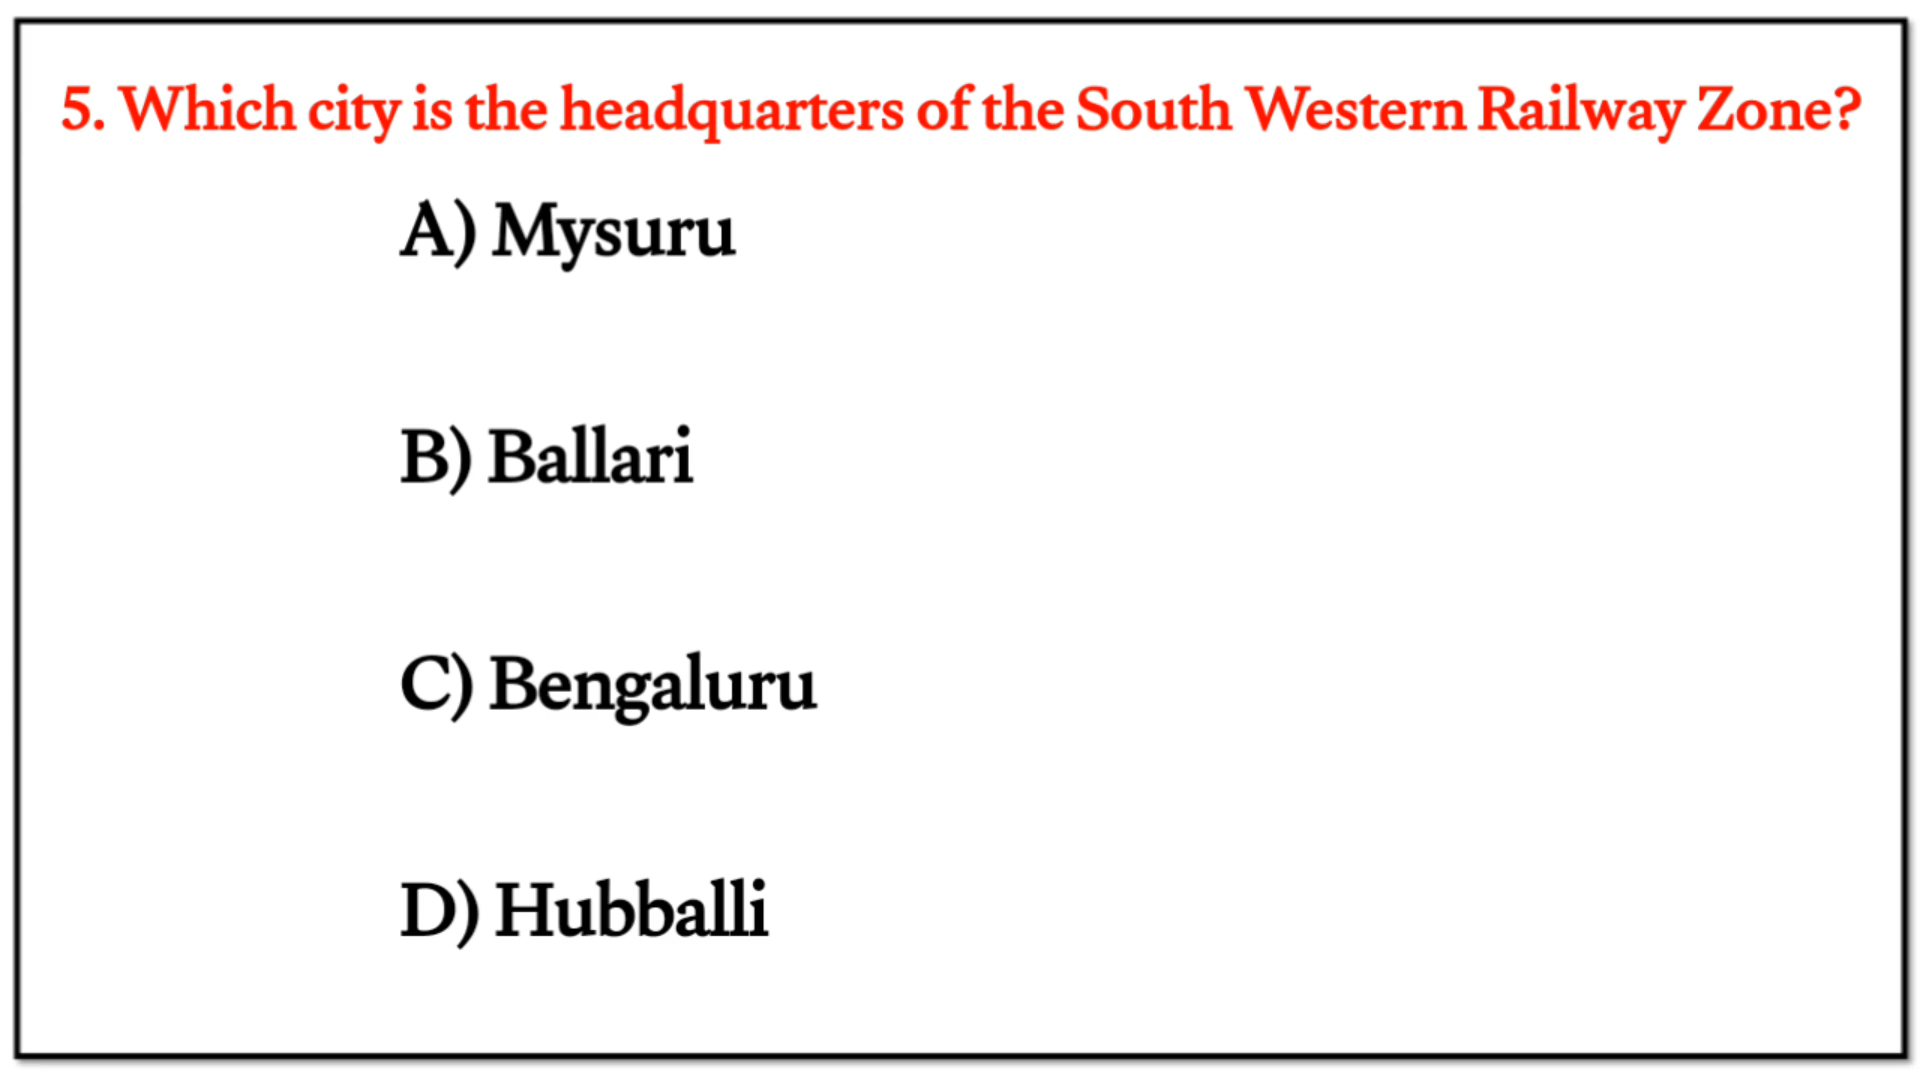 5. Which city is the headquarters of the South Western Railway Zone?
A) Mysuru
B) Ballari
C) Bengaluru
D) Hubballi